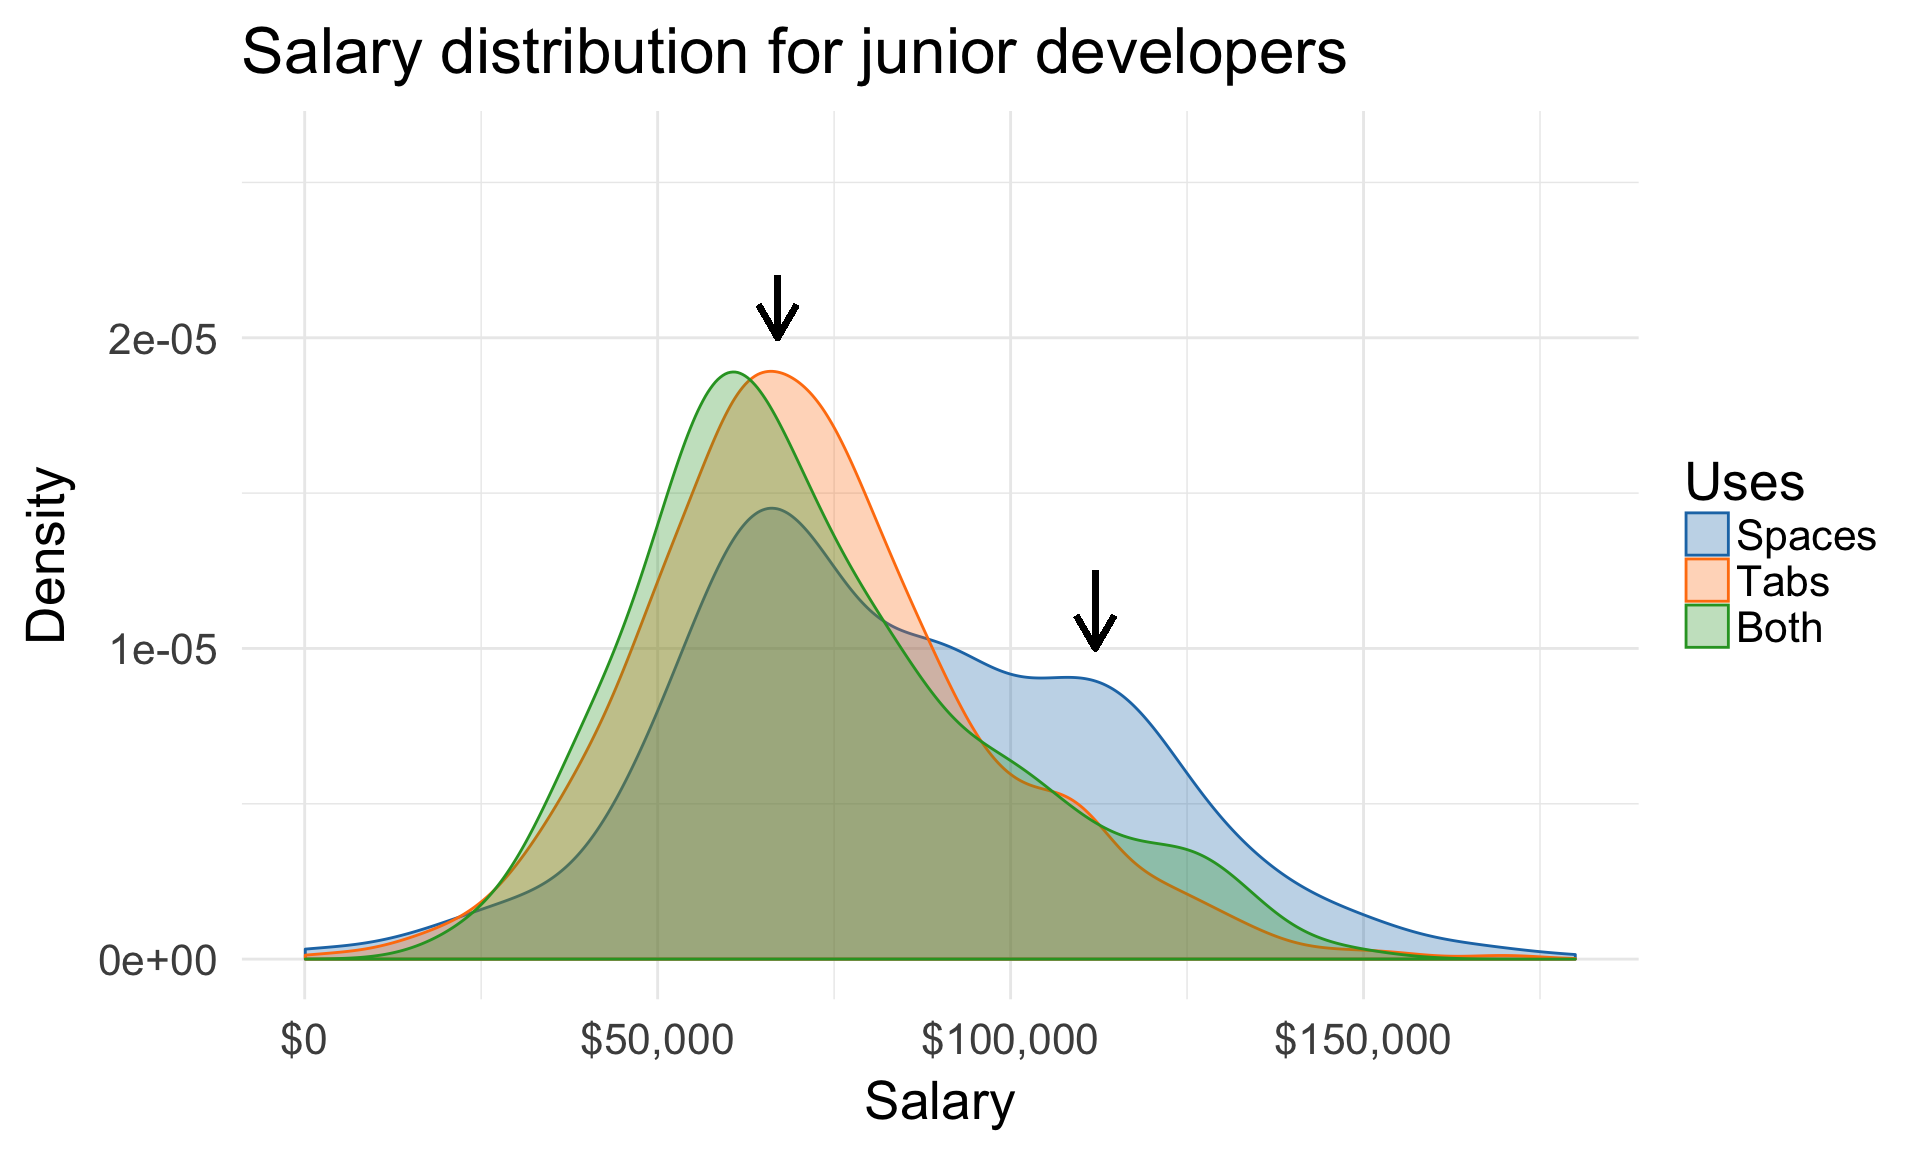 Salary distribution for junior developers
Density
2e-05
1e-05
0e+00
$0 $50,000 $100,000 $150,000
Salary
Uses
Spaces
Tabs
Both